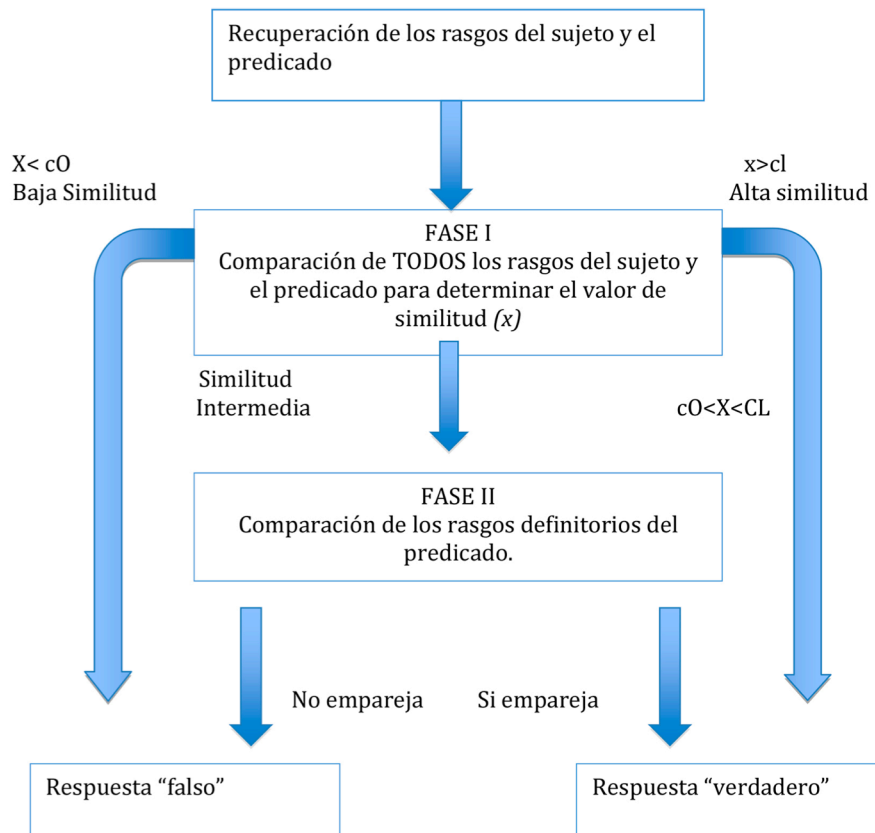 Recuperación de los rasgos del sujeto y el
predicado
X< cO
Baja Similitud
x>cl
Alta similitud
FASE I
Comparación de TODOS los rasgos del sujeto y
el predicado para determinar el valor de
similitud (x)
Similitud
Intermedia
cO<X<CL
FASE II
Comparación de los rasgos definitorios del
predicado.
No empareja
Si empareja
Respuesta “falso”
Respuesta “verdadero”